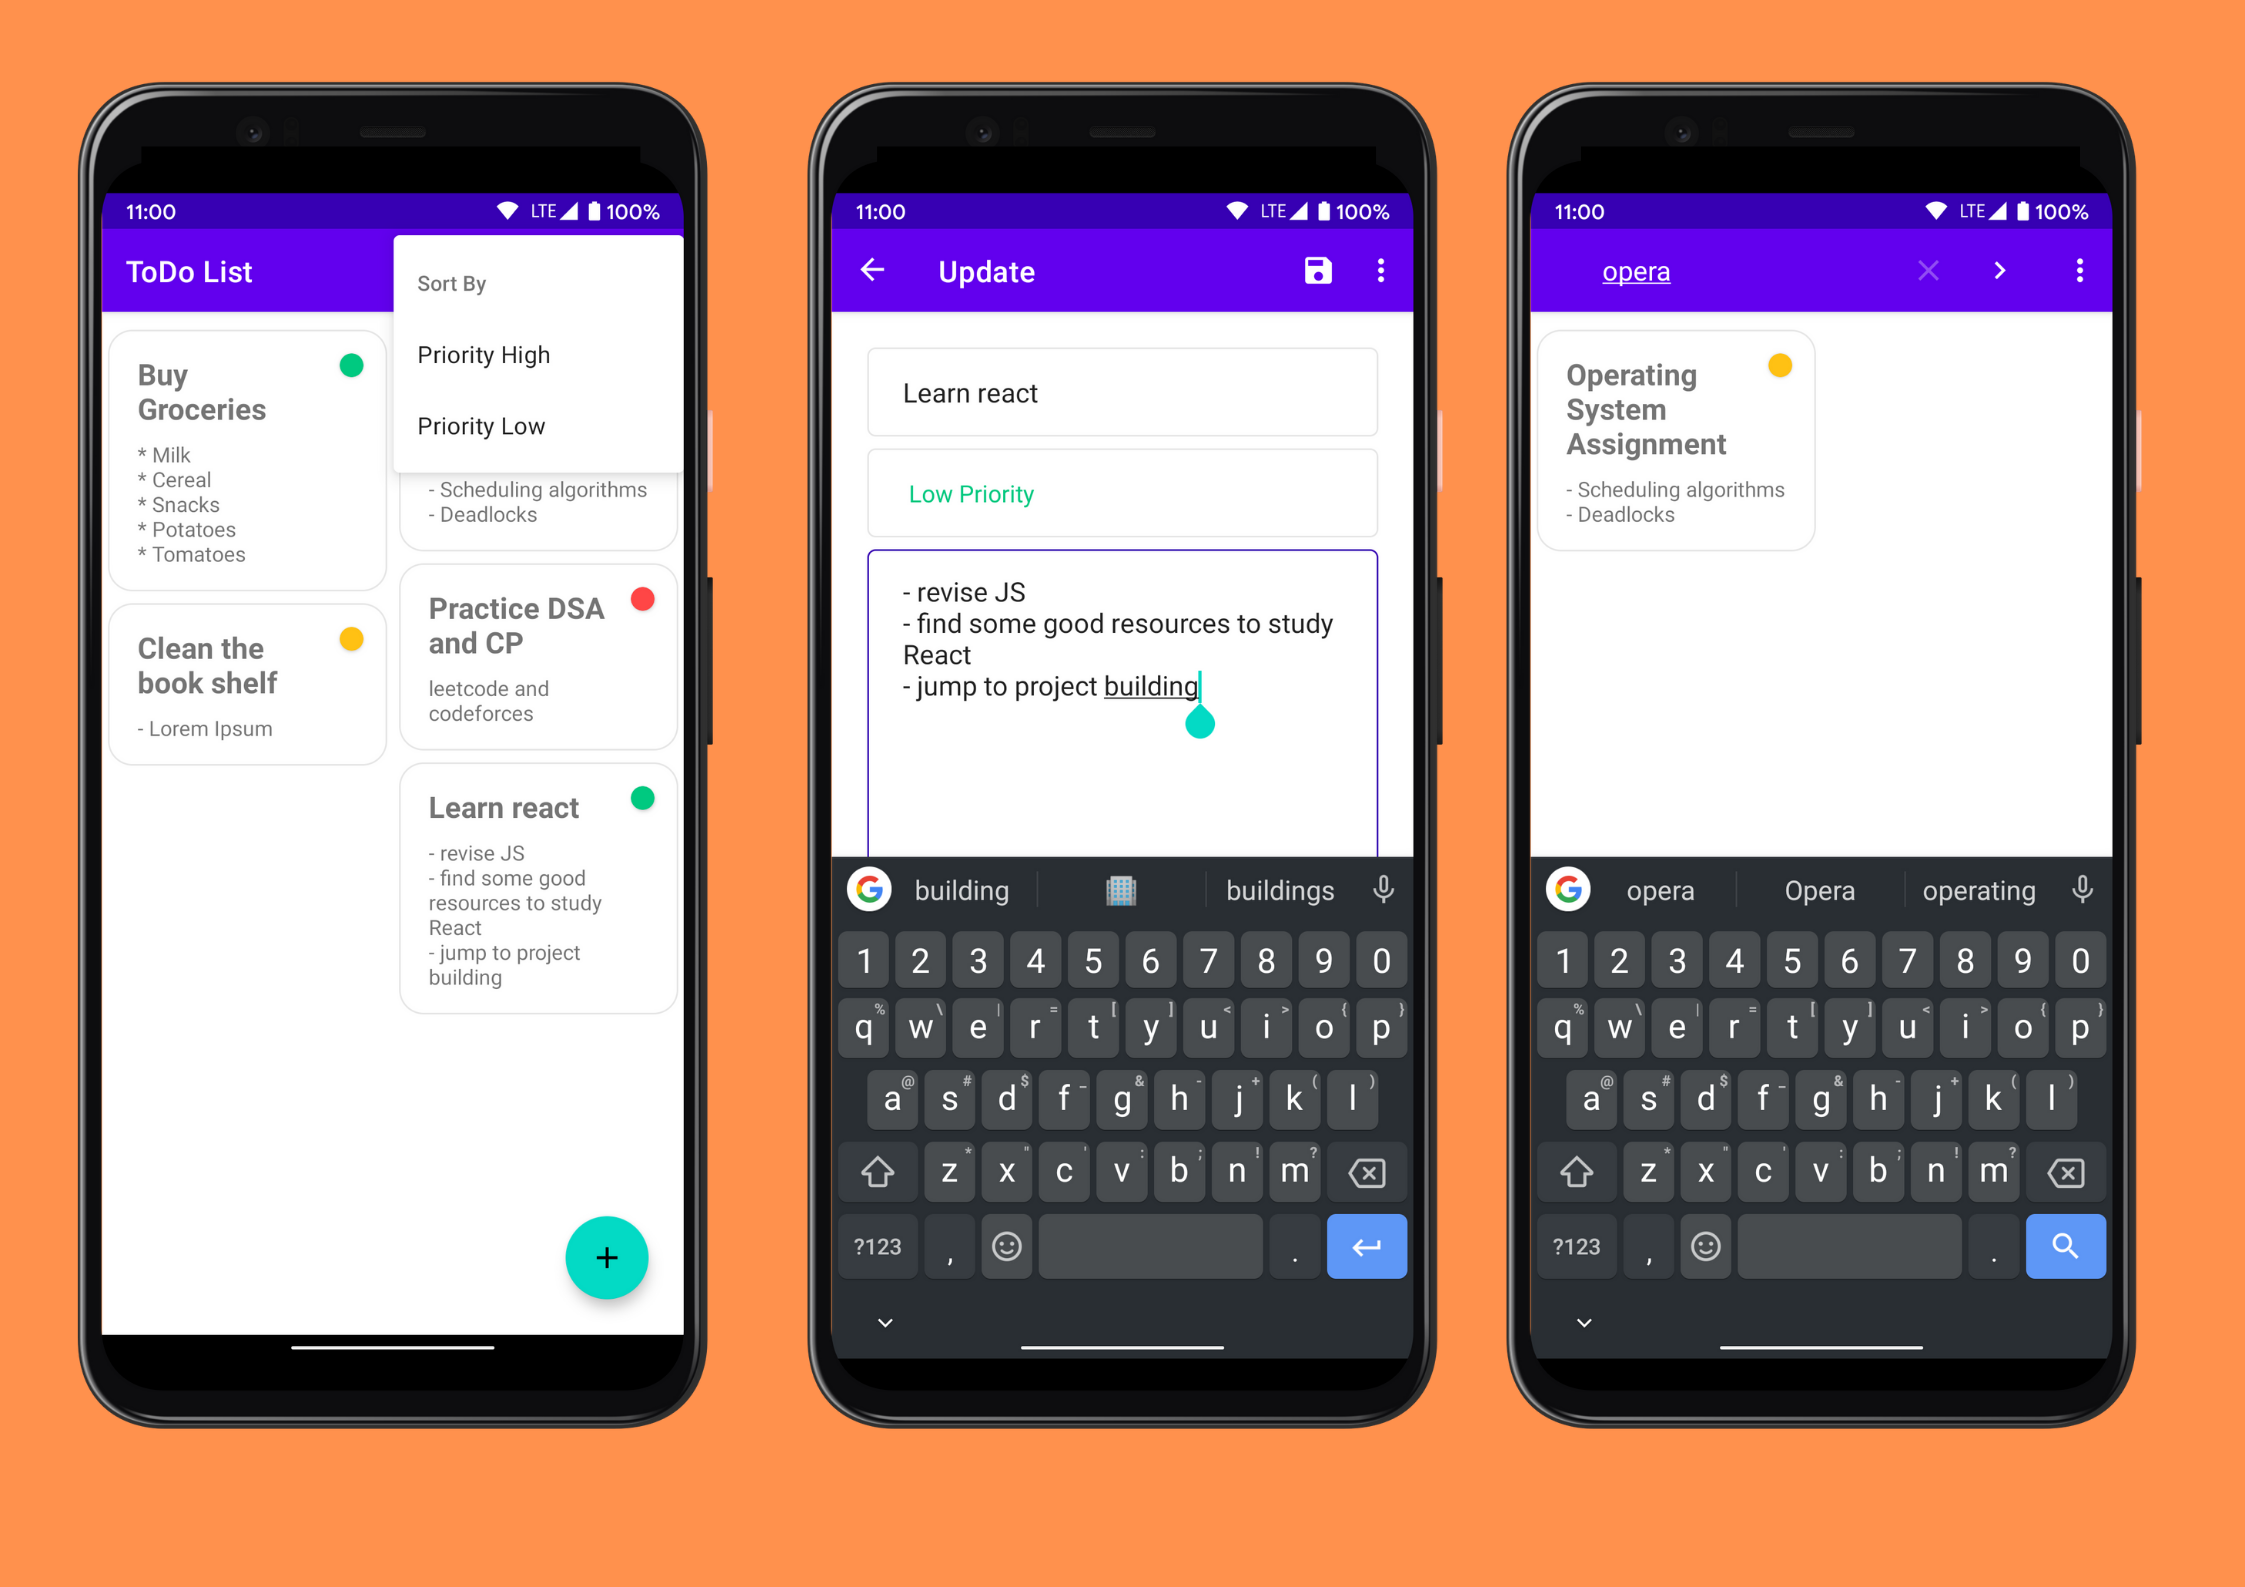 11:00 LTE 100%
ToDo List
Sort By
Priority High
Priority Low
Buy
Groceries
* Milk
* Cereal
* Snacks
* Potatoes
* Tomatoes
Clean the
book shelf
- Lorem Ipsum
- Scheduling algorithms
- Deadlocks
Practice DSA
and CP
leetcode and
codeforces
Learn react
- revise JS
- find some good
resources to study
React
- jump to project
building
+
11:00 LTE 100%
Update
Learn react
Low Priority
- revise JS
- find some good resources to study
React
- jump to project building
G building buildings
1 2 3 4 5 6 7 8 9 0
q % w \ e | r = t [ y ] u < i > o { p }
a @ s # d $ f _ g & h - j + k ( l )
z * x " c ' v : b ; n ! m ?
?123 , .
11:00 LTE 100%
opera
Operating
System
Assignment
- Scheduling algorithms
- Deadlocks
G opera Opera operating
1 2 3 4 5 6 7 8 9 0
q % w \ e | r = t [ y ] u < i > o { p }
a @ s # d $ f _ g & h - j + k ( l )
z * x " c ' v : b ; n ! m ?
?123 , .